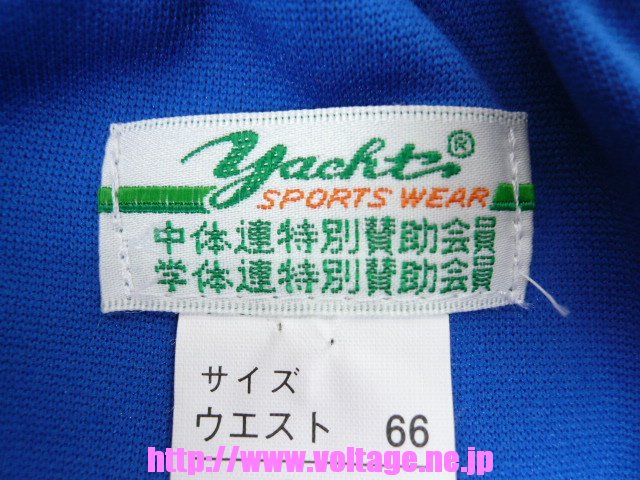 yacht ®
SPORTS WEAR
中体連特別賛助会員
学体連特別賛助会員
サイズ
ウエスト 66
http://www.voltage.ne.jp